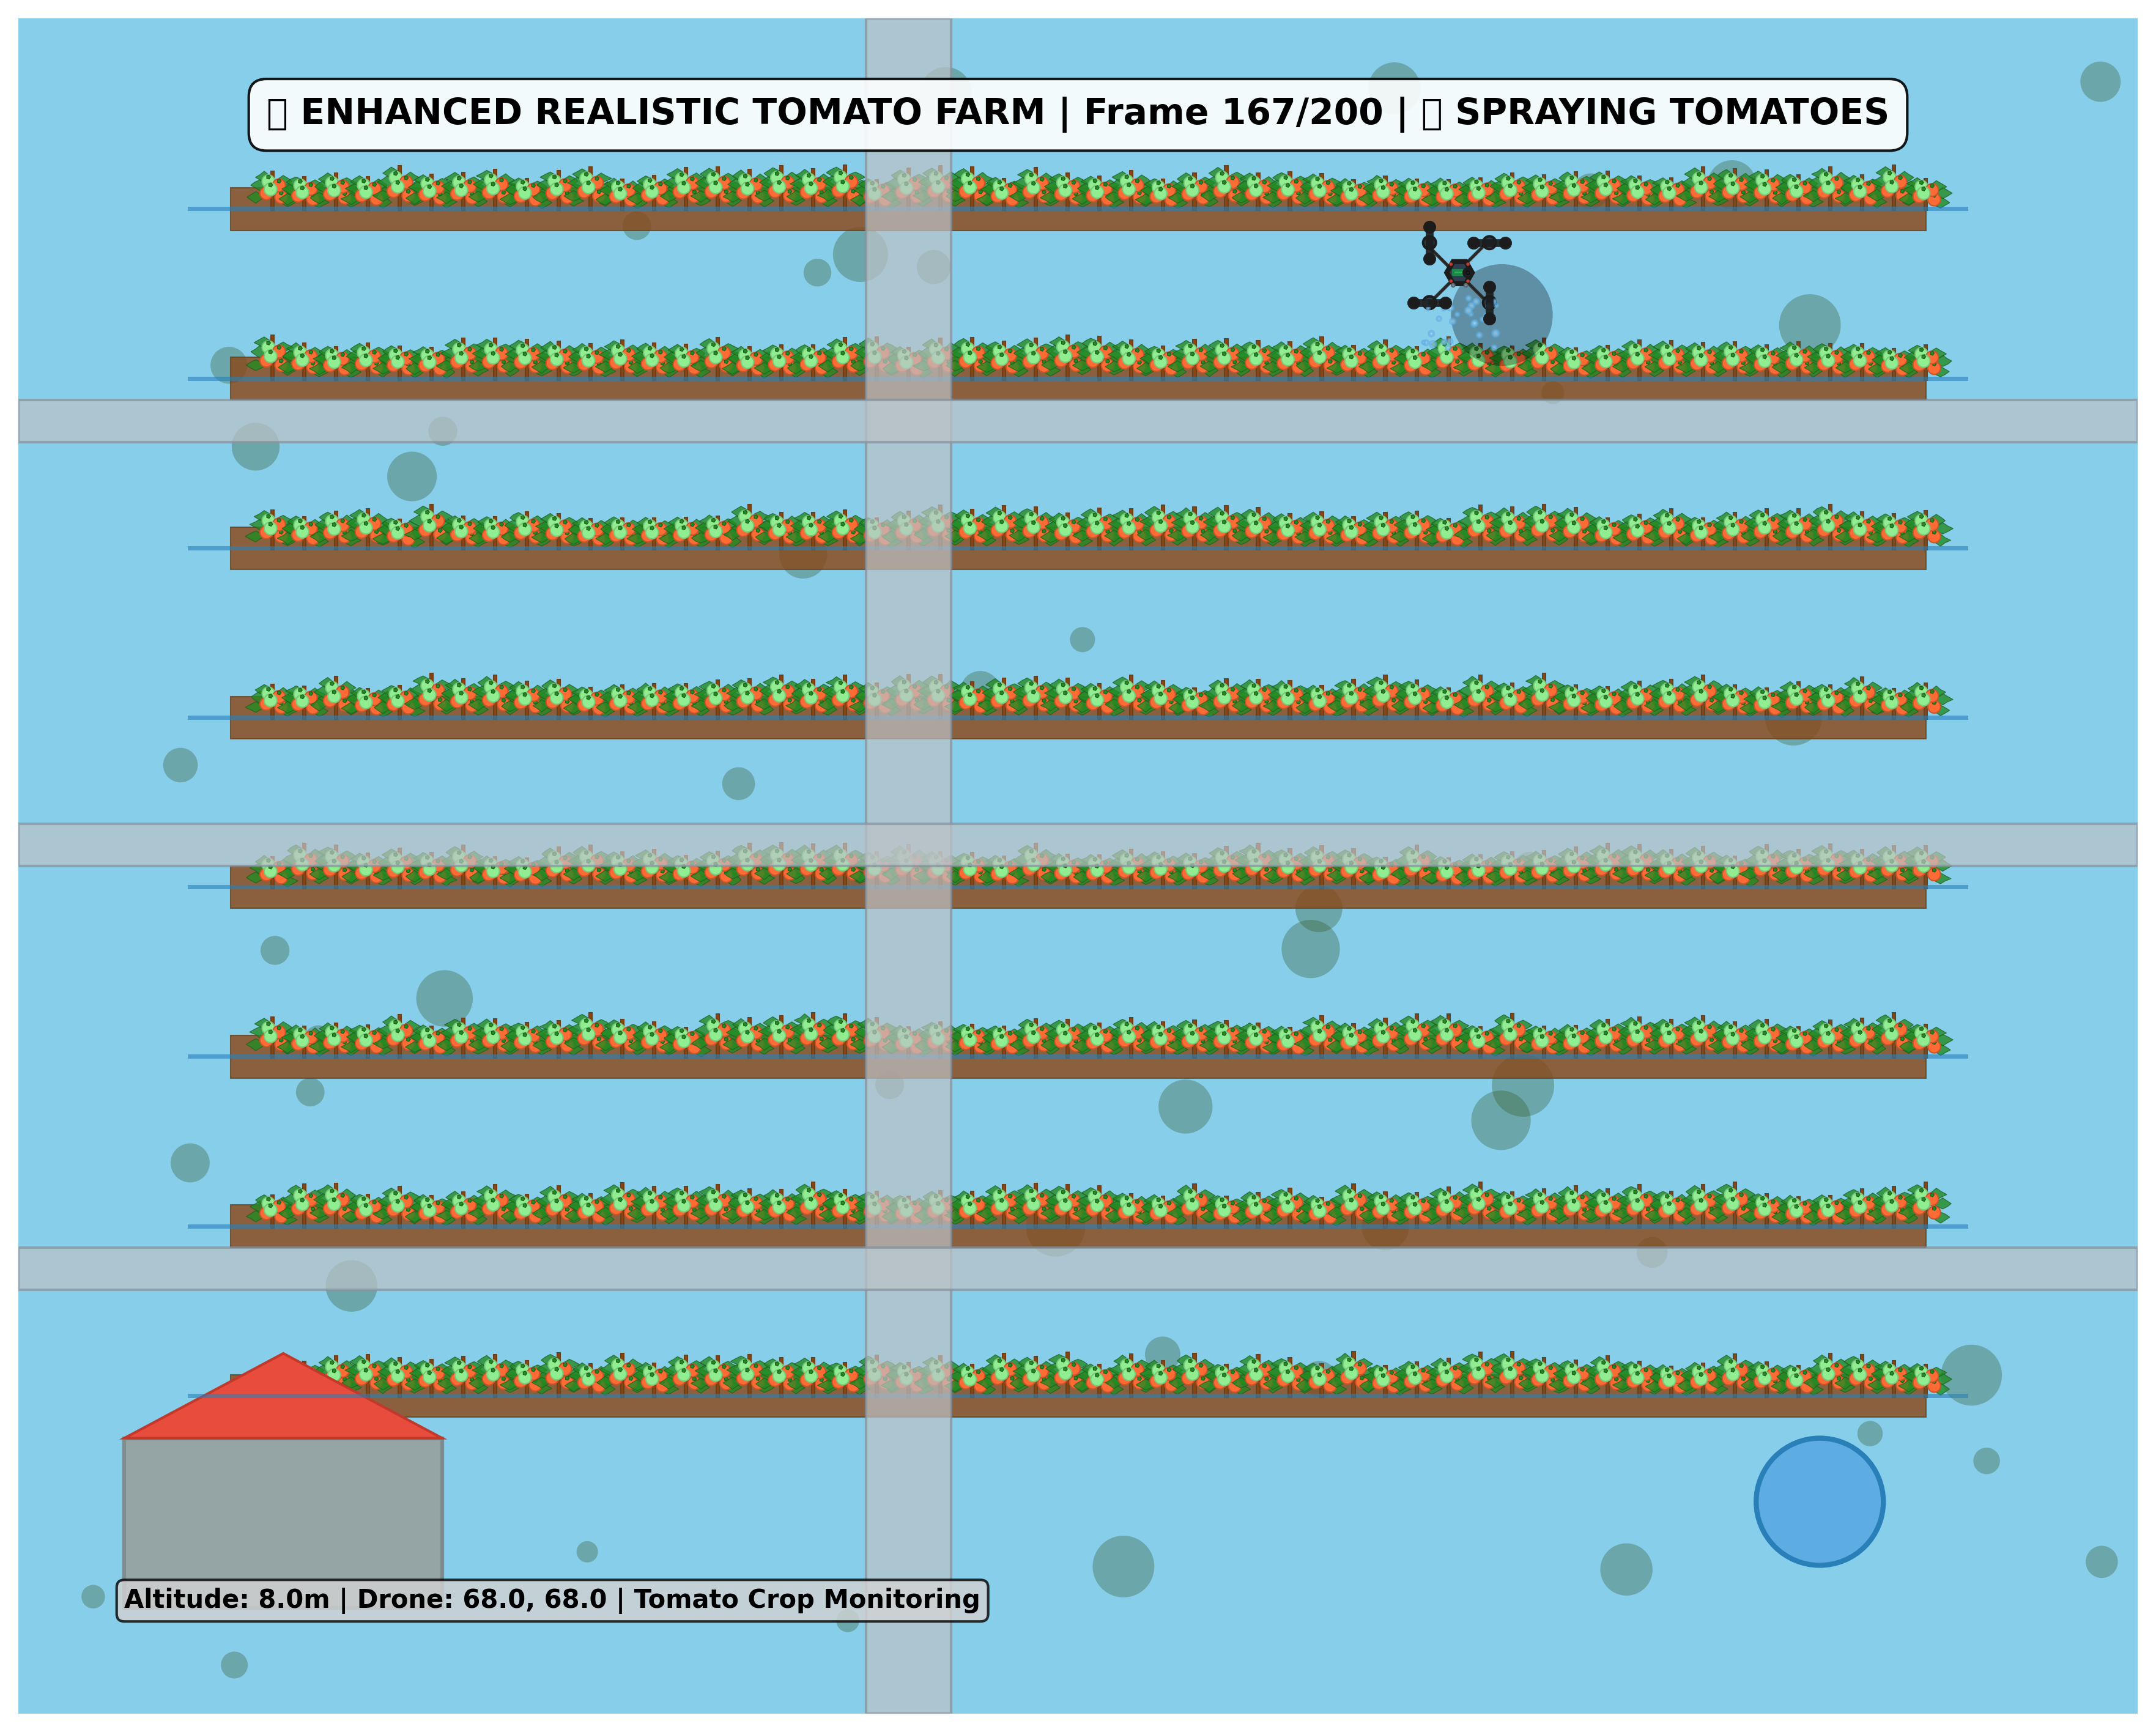 ENHANCED REALISTIC TOMATO FARM | Frame 167/200 | SPRAYING TOMATOES
Altitude: 8.0m | Drone: 68.0, 68.0 | Tomato Crop Monitoring